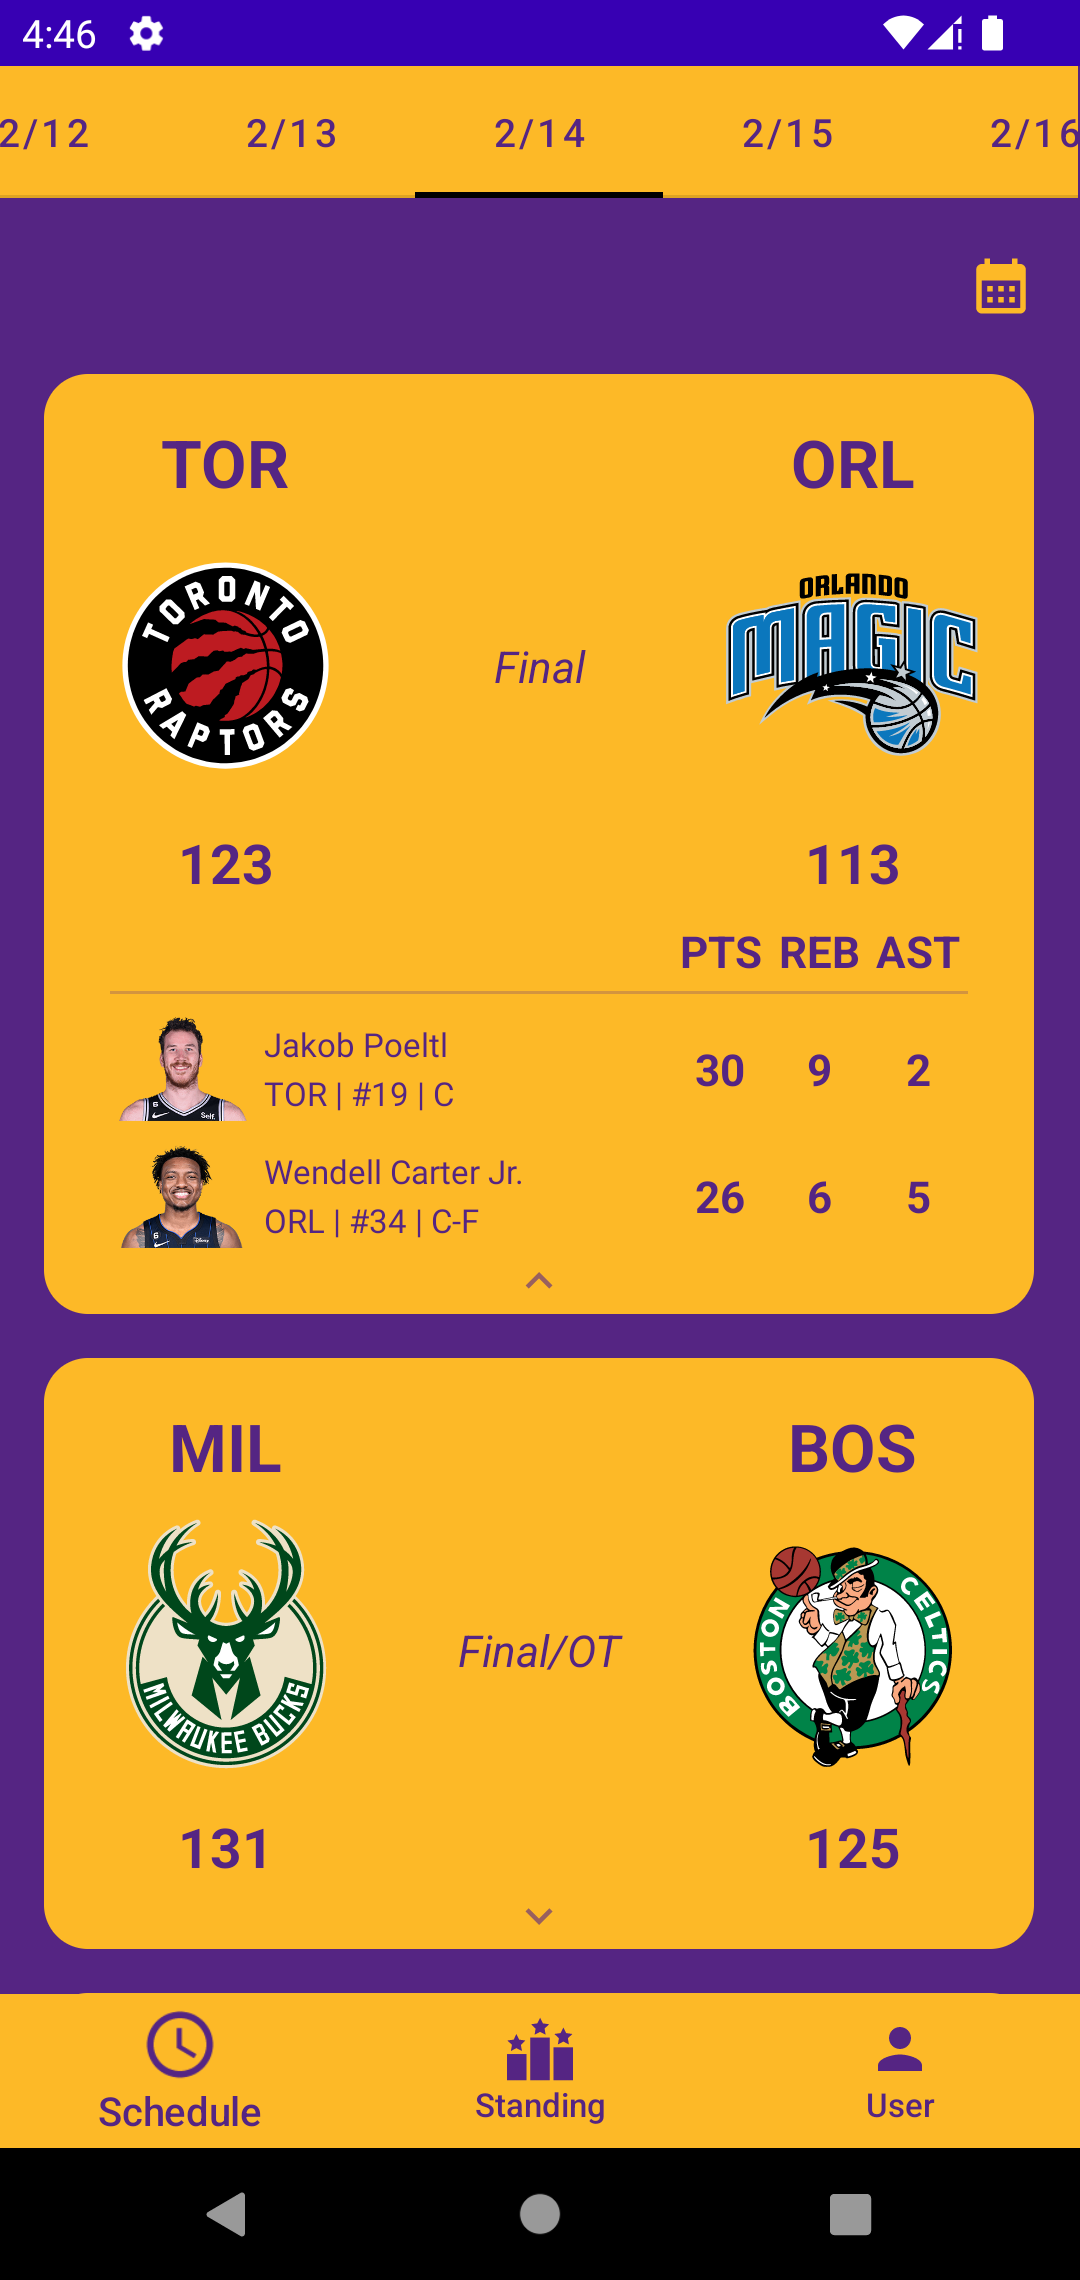 4:46
2/12 2/13 2/14 2/15 2/16
TOR ORL
TORONTO RAPTORS
ORLANDO MAGIC
Final
123 113
PTS REB AST
Jakob Poeltl
TOR | #19 | C
30 9 2
Wendell Carter Jr.
ORL | #34 | C-F
26 6 5
MIL BOS
MILWAUKEE BUCKS
Final/OT
BOSTON CELTICS
131 125
Schedule Standing User